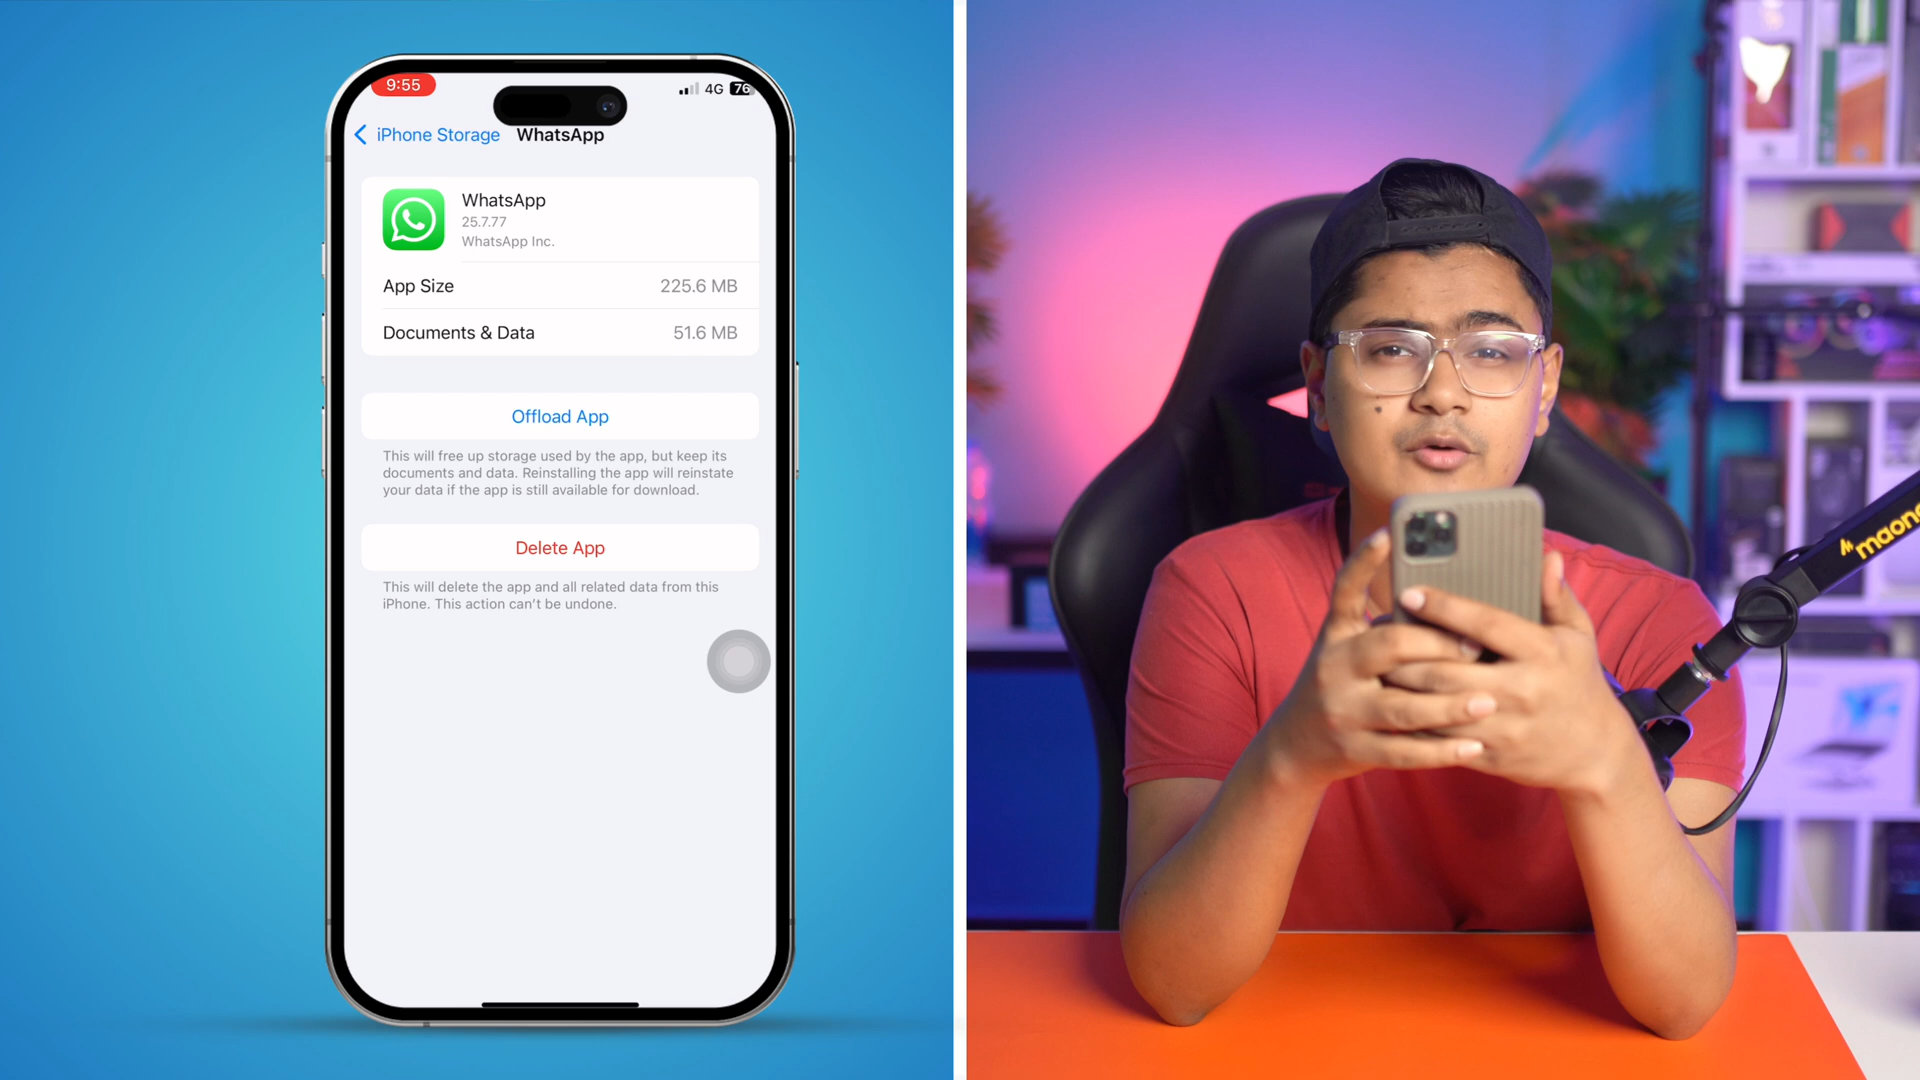 9:55
4G 76
iPhone Storage WhatsApp
WhatsApp
25.7.77
WhatsApp Inc.
App Size 225.6 MB
Documents & Data 51.6 MB
Offload App
This will free up storage used by the app, but keep its
documents and data. Reinstalling the app will reinstate
your data if the app is still available for download.
Delete App
This will delete the app and all related data from this
iPhone. This action can't be undone.
maono